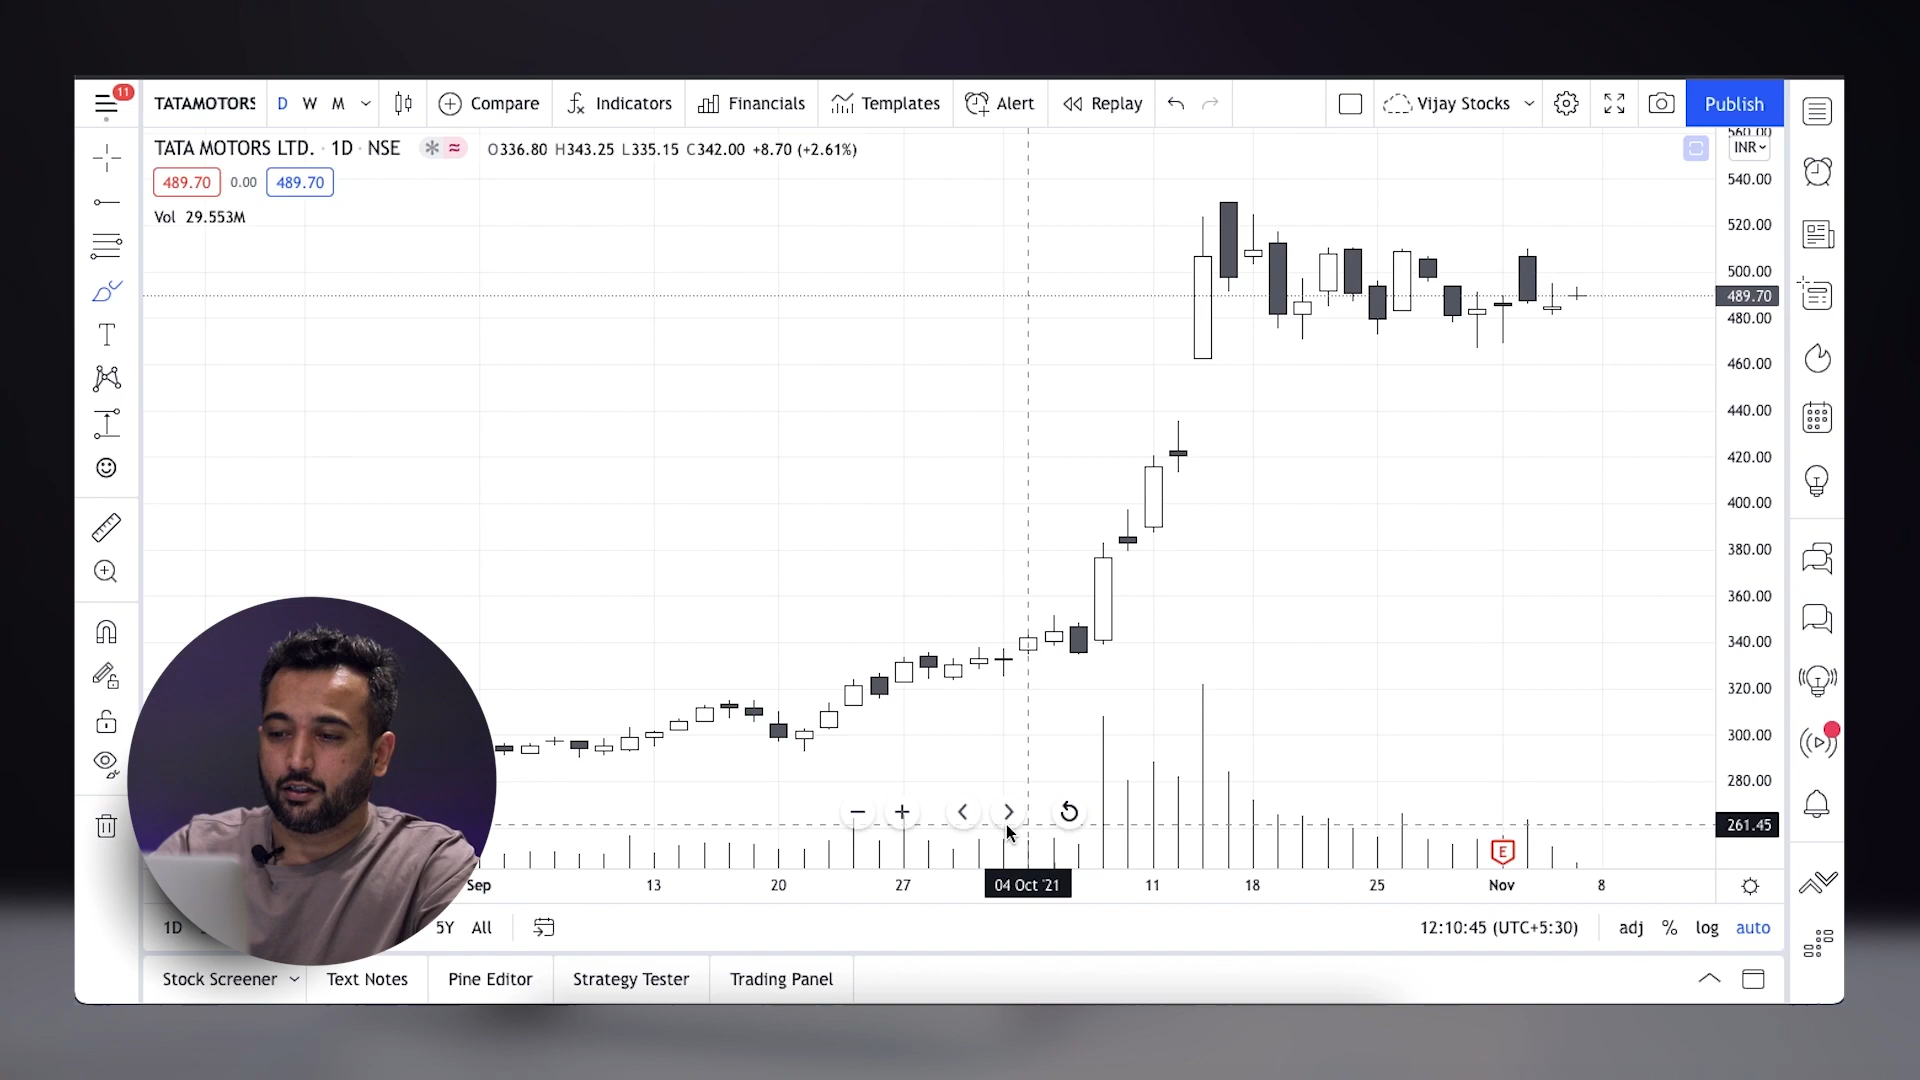 11
TATAMOTORS D W M Compare Indicators Financials Templates Alert Replay Vijay Stocks Publish
TATA MOTORS LTD. · 1D · NSE O336.80 H343.25 L335.15 C342.00 +8.70 (+2.61%)
489.70 0.00 489.70
Vol 29.553M
560.00
INR
540.00
520.00
500.00
489.70
480.00
460.00
440.00
420.00
400.00
380.00
360.00
340.00
320.00
300.00
280.00
261.45
E
Sep 13 20 27 04 Oct '21 11 18 25 Nov 8
1D 5Y All 12:10:45 (UTC+5:30) adj % log auto
Stock Screener Text Notes Pine Editor Strategy Tester Trading Panel